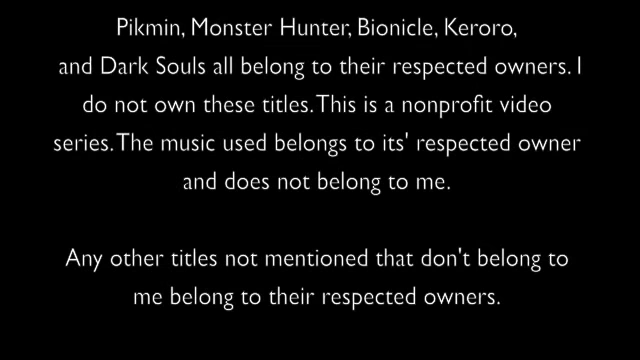 Pikmin, Monster Hunter, Bionicle, Keroro,
and Dark Souls all belong to their respected owners. I
do not own these titles. This is a nonprofit video
series. The music used belongs to its' respected owner
and does not belong to me.
Any other titles not mentioned that don't belong to
me belong to their respected owners.